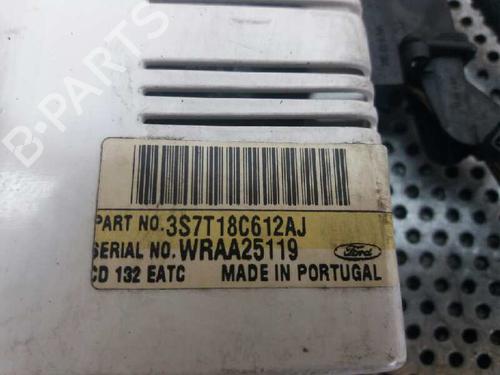 B-PARTS
PART NO. 3S7T18C612AJ
SERIAL NO. WRAA25119
Ford
CD 132 EATC MADE IN PORTUGAL